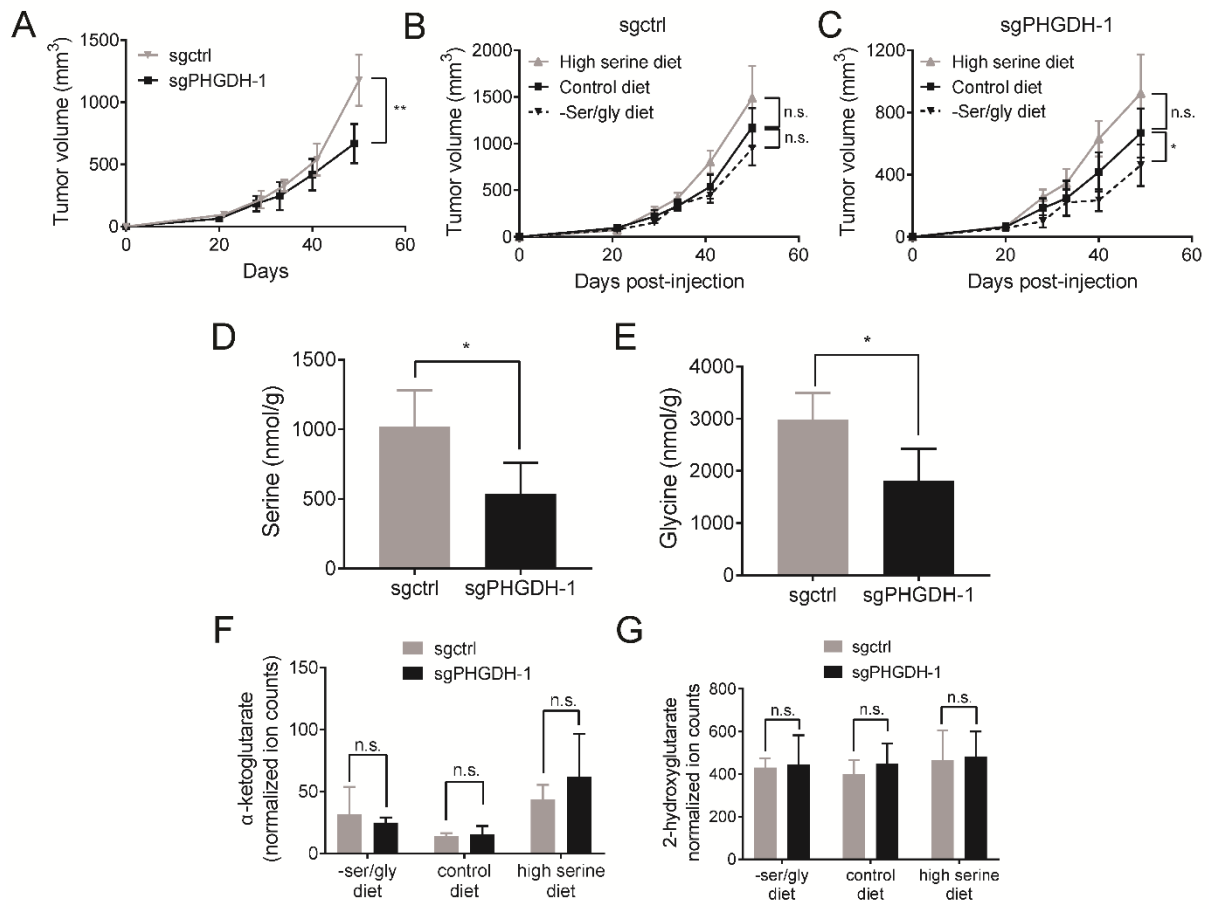 A
Tumor volume (mm³)
1500
1000
500
0
0
20
40
60
Days
sgctrl
sgPHGDH-1
**
B
sgctrl
Tumor volume (mm³)
2000
1500
1000
500
0
0
20
40
60
Days post-injection
High serine diet
Control diet
-Ser/gly diet
n.s.
n.s.
C
sgPHGDH-1
Tumor volume (mm³)
1200
800
400
0
0
20
40
60
Days post-injection
High serine diet
Control diet
-Ser/gly diet
n.s.
*
D
Serine (nmol/g)
1500
1000
500
0
*
sgctrl
sgPHGDH-1
E
Glycine (nmol/g)
4000
3000
2000
1000
0
*
sgctrl
sgPHGDH-1
F
sgctrl
sgPHGDH-1
α-ketoglutarate
(normalized ion counts)
150
100
50
0
n.s.
n.s.
n.s.
-ser/gly
diet
control
diet
high serine
diet
G
sgctrl
sgPHGDH-1
2-hydroxyglutarate
normalized ion counts
800
600
400
200
0
n.s.
n.s.
n.s.
-ser/gly
diet
control
diet
high serine
diet